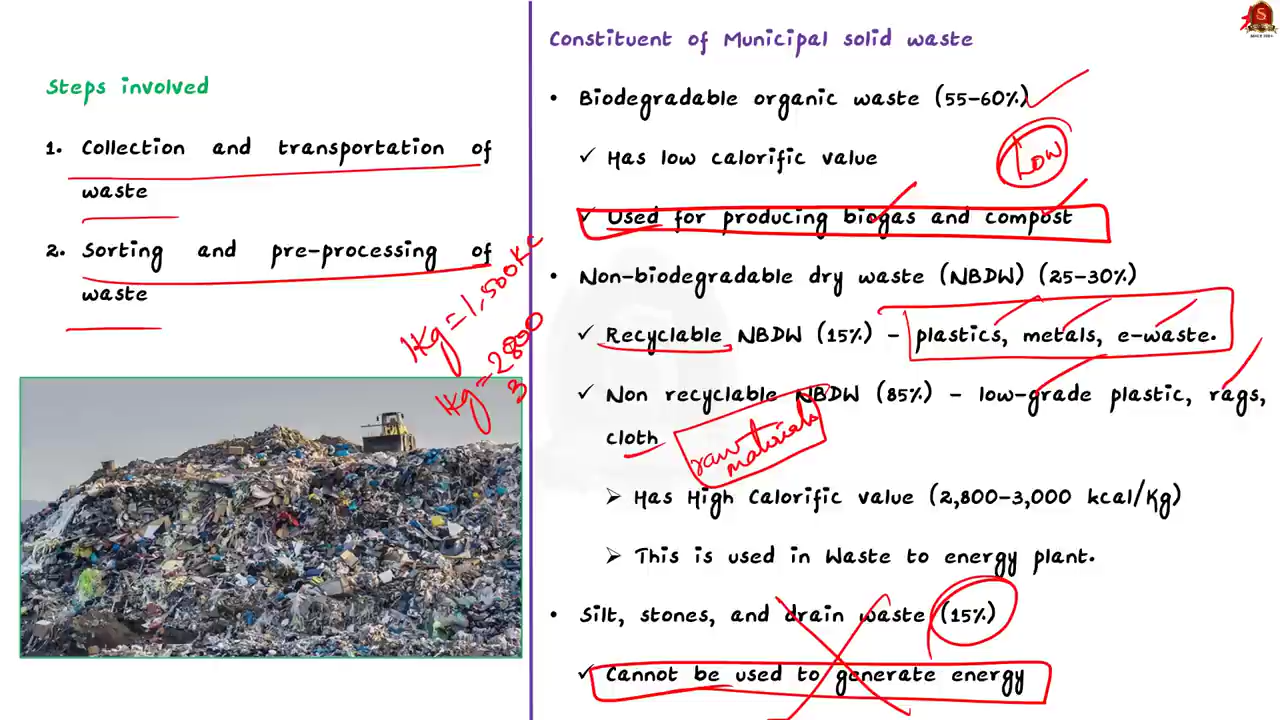 Steps involved
1. Collection and transportation of
waste
2. Sorting and pre-processing of
waste
1Kg = 1,500KC
1Kg = 2800
3
Constituent of Municipal solid waste
• Biodegradable organic waste (55-60%)
✓ Has low calorific value
Low
✓ Used for producing biogas and compost
• Non-biodegradable dry waste (NBDW) (25-30%)
✓ Recyclable NBDW (15%) - plastics, metals, e-waste.
✓ Non recyclable NBDW (85%) - low-grade plastic, rags,
cloth
raw
materials
➢ Has High Calorific value (2,800-3,000 kcal/Kg)
➢ This is used in Waste to energy plant.
• Silt, stones, and drain waste (15%)
✓ Cannot be used to generate energy